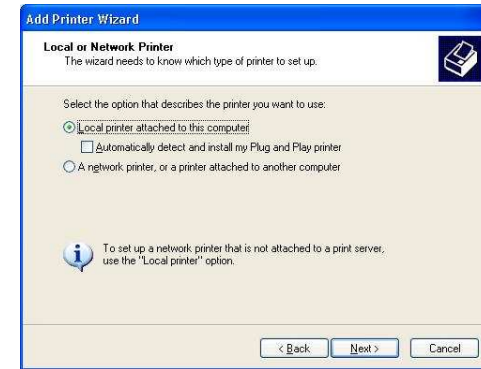 Add Printer Wizard
Local or Network Printer
The wizard needs to know which type of printer to set up.
Select the option that describes the printer you want to use:
Local printer attached to this computer
Automatically detect and install my Plug and Play printer
A network printer, or a printer attached to another computer
To set up a network printer that is not attached to a print server,
use the "Local printer" option.
< Back Next > Cancel